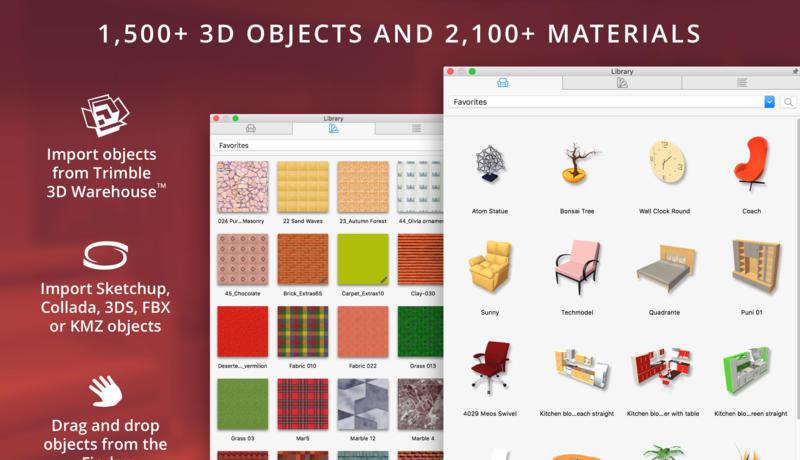 1,500+ 3D OBJECTS AND 2,100+ MATERIALS
Import objects
from Trimble
3D Warehouse™
Import Sketchup,
Collada, 3DS, FBX
or KMZ objects
Drag and drop
objects from the
Finder
Library
Favorites
024 Pur...Masonry
22 Sand Waves
23_Autumn Forest
44_Olvia orname
45_Chocolate
Brick_Extras65
Carpet_Extras10
Clay-030
Deserte..._vermilion
Fabric 010
Fabric 022
Grass 013
Grass 03
Mar5
Marble 12
Marble 4
Library
Favorites
Atom Statue
Bonsai Tree
Wall Clock Round
Coach
Sunny
Techmodel
Quadrante
Puni 01
4029 Meos Swivel
Kitchen blo...each straight
Kitchen blo...er with table
Kitchen blo...reen straight